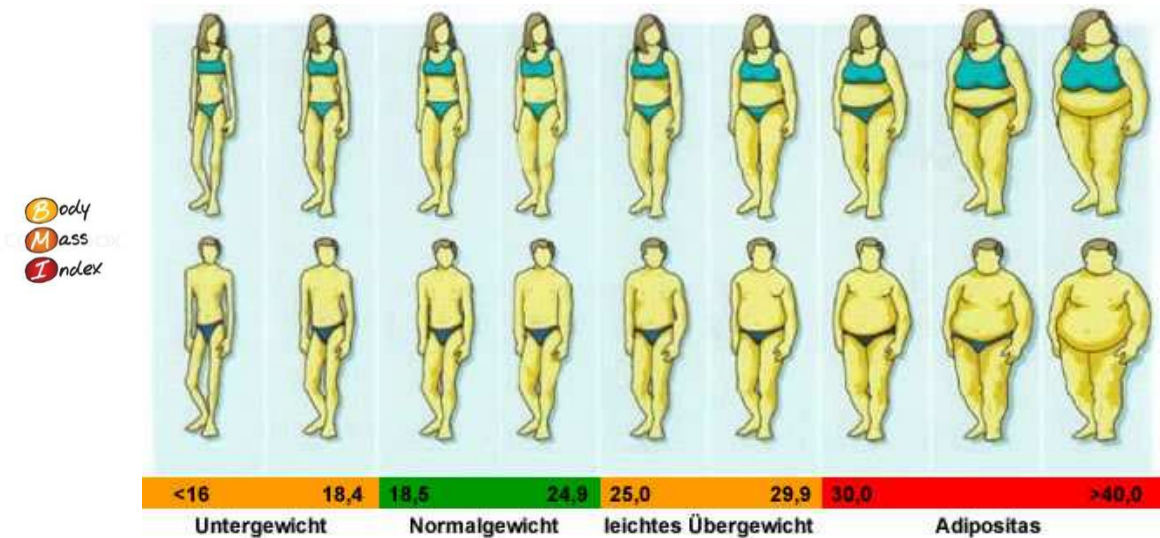 Body
Mass
Index
<16 18,4 18,5 24,9 25,0 29,9 30,0 >40,0
Untergewicht Normalgewicht leichtes Übergewicht Adipositas